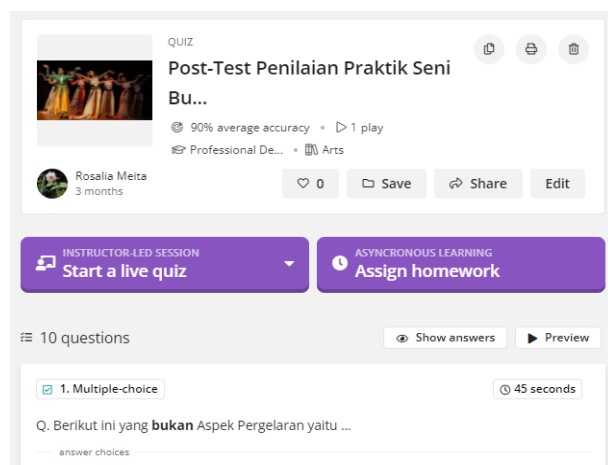 QUIZ
Post-Test Penilaian Praktik Seni
Bu...
90% average accuracy • 1 play
Professional De... • Arts
Rosalia Meita
3 months
0
Save
Share
Edit
INSTRUCTOR-LED SESSION
Start a live quiz
ASYNCRONOUS LEARNING
Assign homework
10 questions
Show answers
Preview
1. Multiple-choice
45 seconds
Q. Berikut ini yang bukan Aspek Pergelaran yaitu ...
answer choices